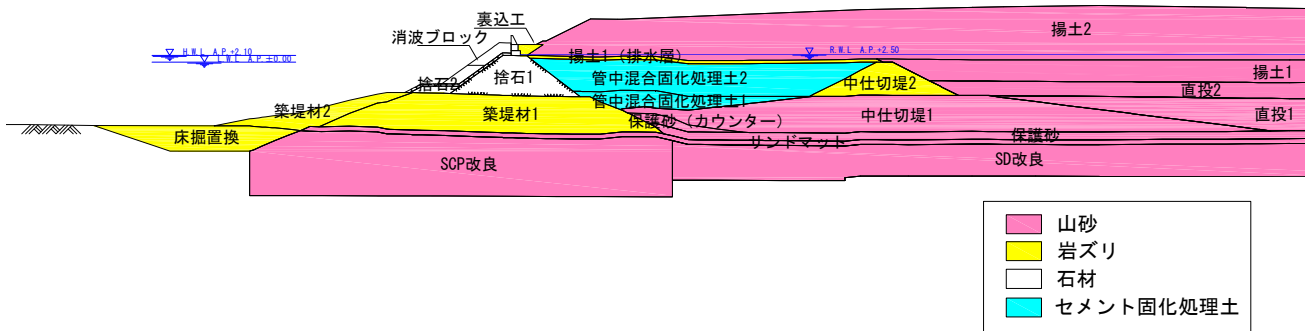 裏込工
揚土2
消波ブロック
H.W.L A.P.+2.10
L.W.L A.P.±0.00
R.W.L A.P.+2.50
揚土1（排水層）
揚土1
捨石2
捨石1
管中混合固化処理土2
中仕切堤2
直投2
管中混合固化処理土1
築堤材2
築堤材1
保護砂（カウンター）
中仕切堤1
直投1
床掘置換
サンドマット
保護砂
SCP改良
SD改良
山砂
岩ズリ
石材
セメント固化処理土